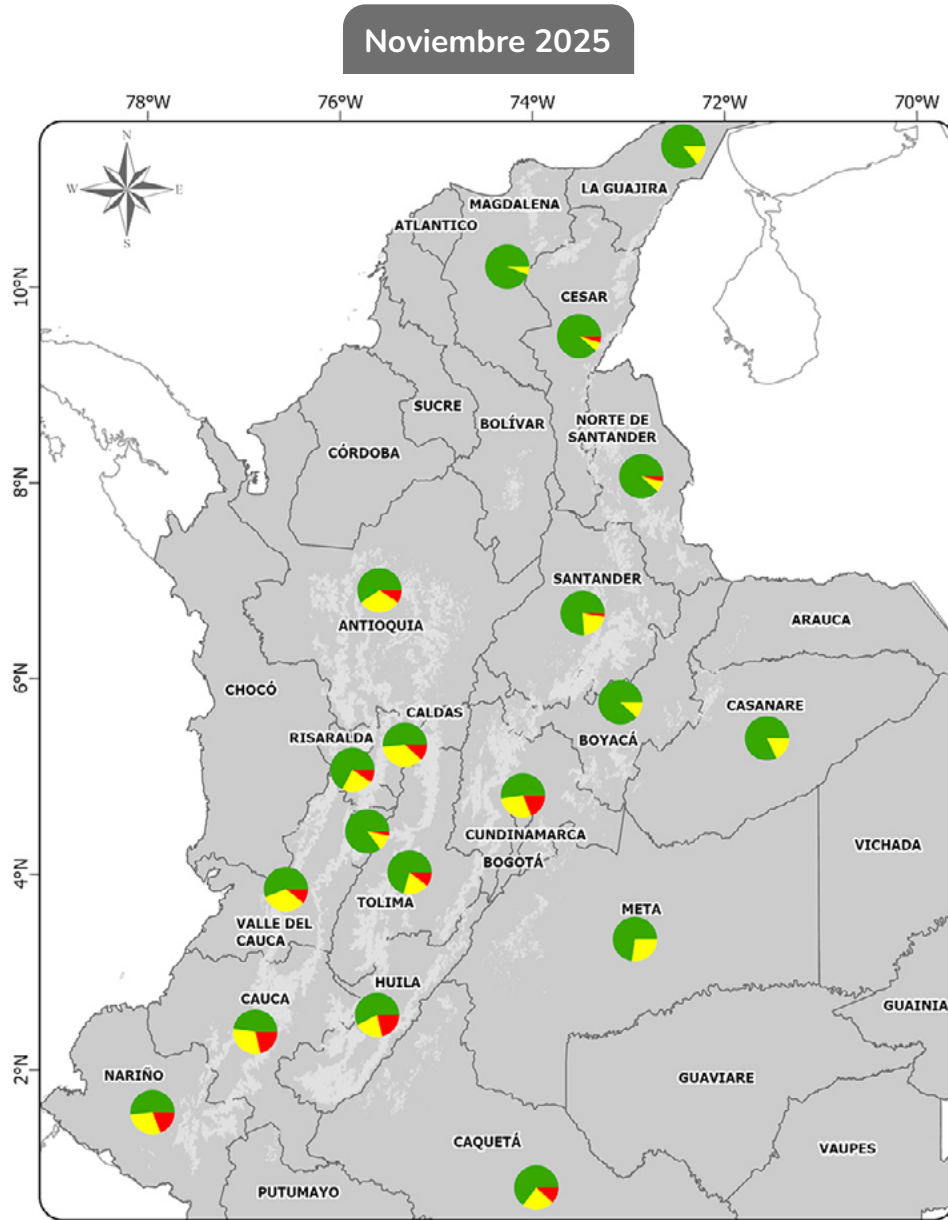 Noviembre 2025
78°W
76°W
74°W
72°W
70°W
N
W
E
S
LA GUAJIRA
MAGDALENA
ATLANTICO
10°N
CESAR
SUCRE
BOLÍVAR
NORTE DE
SANTANDER
CÓRDOBA
8°N
SANTANDER
ANTIOQUIA
ARAUCA
6°N
CHOCÓ
CALDAS
CASANARE
RISARALDA
BOYACÁ
CUNDINAMARCA
BOGOTÁ
VICHADA
4°N
TOLIMA
META
VALLE DEL
CAUCA
HUILA
CAUCA
GUAINIA
2°N
NARIÑO
GUAVIARE
CAQUETÁ
VAUPES
PUTUMAYO